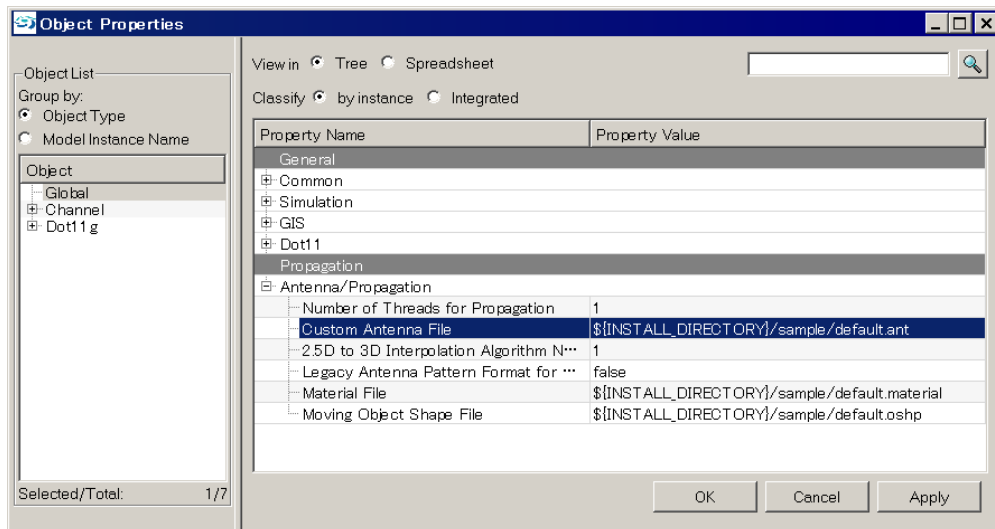 Object Properties
Object List
Group by:
Object Type
Model Instance Name
Object
Global
Channel
Dot11g
Selected/Total: 1/7
View in Tree Spreadsheet
Classify by instance Integrated
Property Name Property Value
General
Common
Simulation
GIS
Dot11
Propagation
Antenna/Propagation
Number of Threads for Propagation 1
Custom Antenna File ${INSTALL_DIRECTORY}/sample/default.ant
2.5D to 3D Interpolation Algorithm N… 1
Legacy Antenna Pattern Format for … false
Material File ${INSTALL_DIRECTORY}/sample/default.material
Moving Object Shape File ${INSTALL_DIRECTORY}/sample/default.oshp
OK Cancel Apply